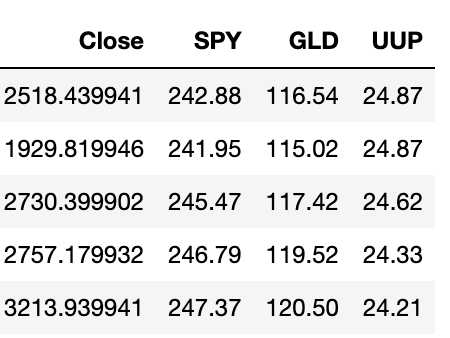 Close SPY GLD UUP
2518.439941 242.88 116.54 24.87
1929.819946 241.95 115.02 24.87
2730.399902 245.47 117.42 24.62
2757.179932 246.79 119.52 24.33
3213.939941 247.37 120.50 24.21